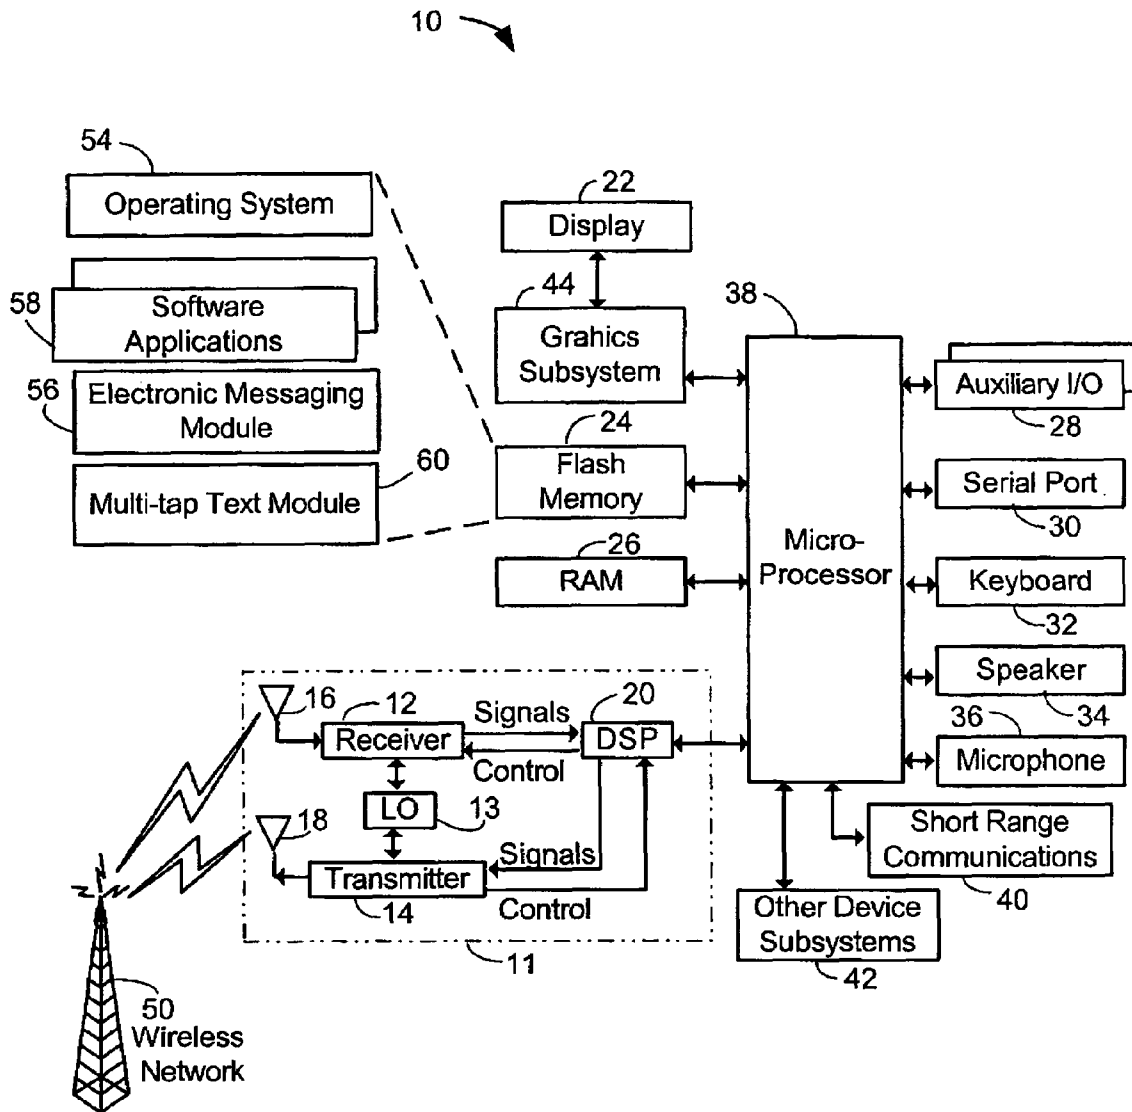 10
54
Operating System
58
Software
Applications
56
Electronic Messaging
Module
60
Multi-tap Text Module
22
Display
44
Grahics
Subsystem
24
Flash
Memory
26
RAM
38
Micro-
Processor
Auxiliary I/O
28
Serial Port
30
Keyboard
32
Speaker
34
36
Microphone
Short Range
Communications
40
Other Device
Subsystems
42
16
12
Receiver
Signals
20
DSP
Control
LO
13
18
Transmitter
14
Signals
Control
11
50
Wireless
Network